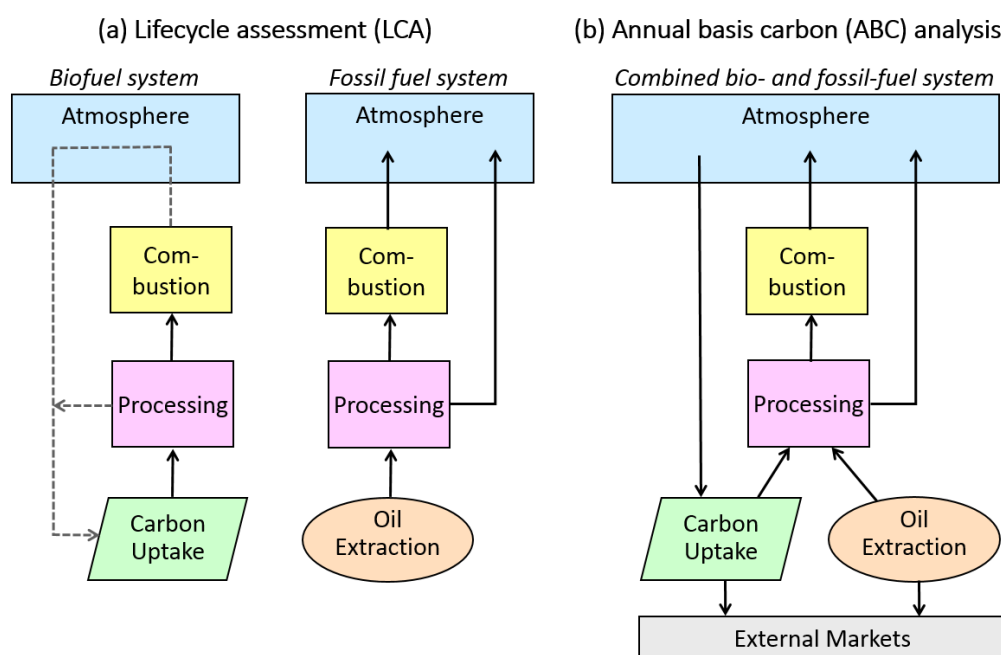 (a) Lifecycle assessment (LCA)
Biofuel system
Atmosphere
Com-
bustion
Processing
Carbon
Uptake
Fossil fuel system
Atmosphere
Com-
bustion
Processing
Oil
Extraction
(b) Annual basis carbon (ABC) analysis
Combined bio- and fossil-fuel system
Atmosphere
Com-
bustion
Processing
Carbon
Uptake
Oil
Extraction
External Markets